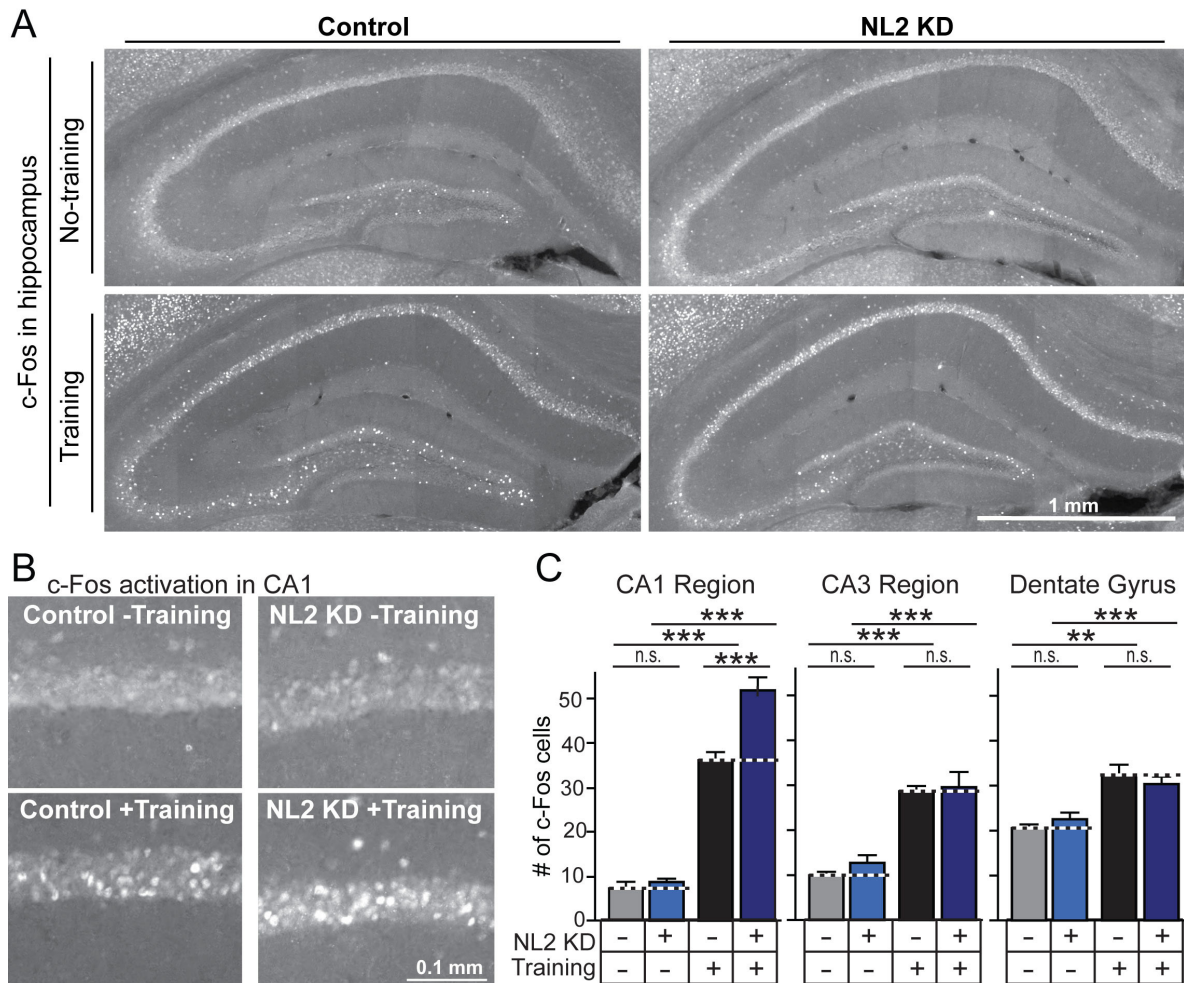 A
Control
NL2 KD
c-Fos in hippocampus
No-training
Training
1 mm
B
c-Fos activation in CA1
Control -Training
NL2 KD -Training
Control +Training
NL2 KD +Training
0.1 mm
C
CA1 Region
CA3 Region
Dentate Gyrus
*** *** ***
*** *** **
n.s. *** n.s. n.s. n.s. n.s.
# of c-Fos cells
50
40
30
20
10
0
NL2 KD − + − + − + − + − + − +
Training − − + + − − + + − − + +